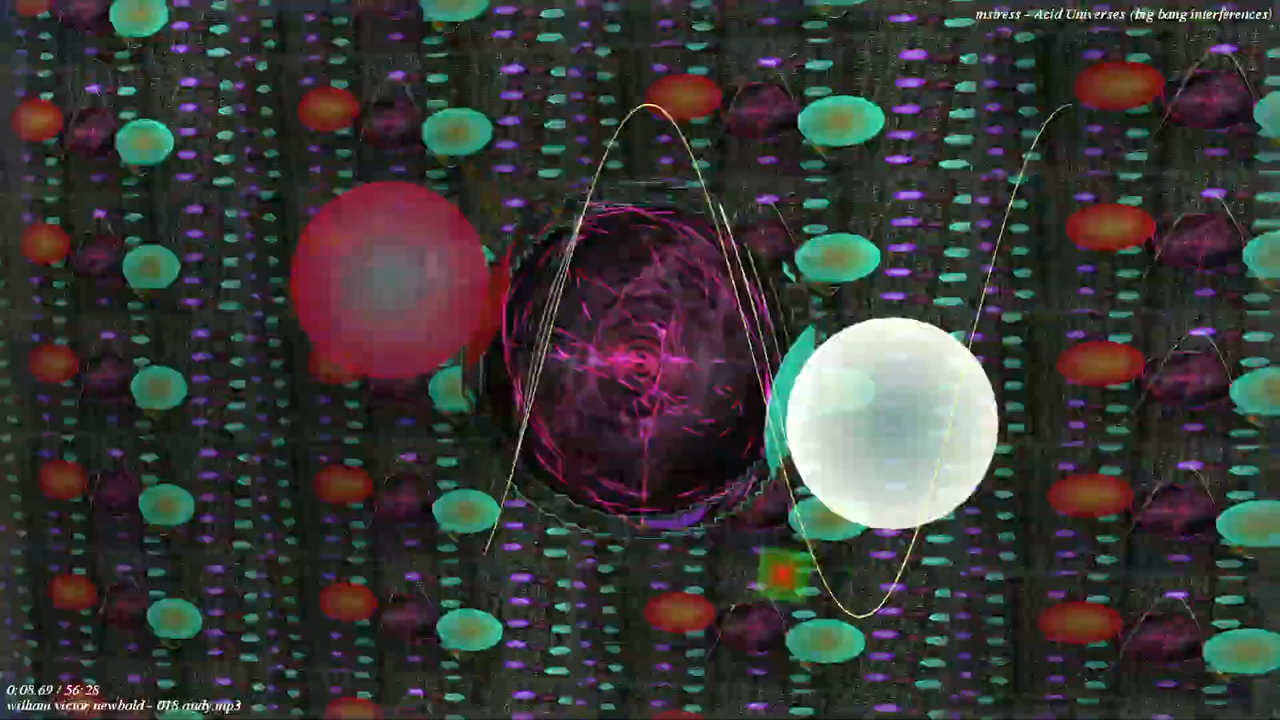 mstress - Acid Universes (big bang interferences)
0:08.69 / 56:28
william victor newbold - 018 andy.mp3